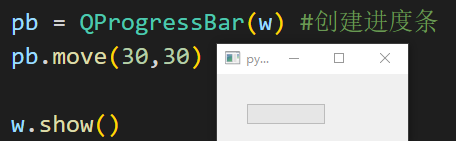 pb = QProgressBar(w) #创建进度条
pb.move(30,30)
py...
w.show()